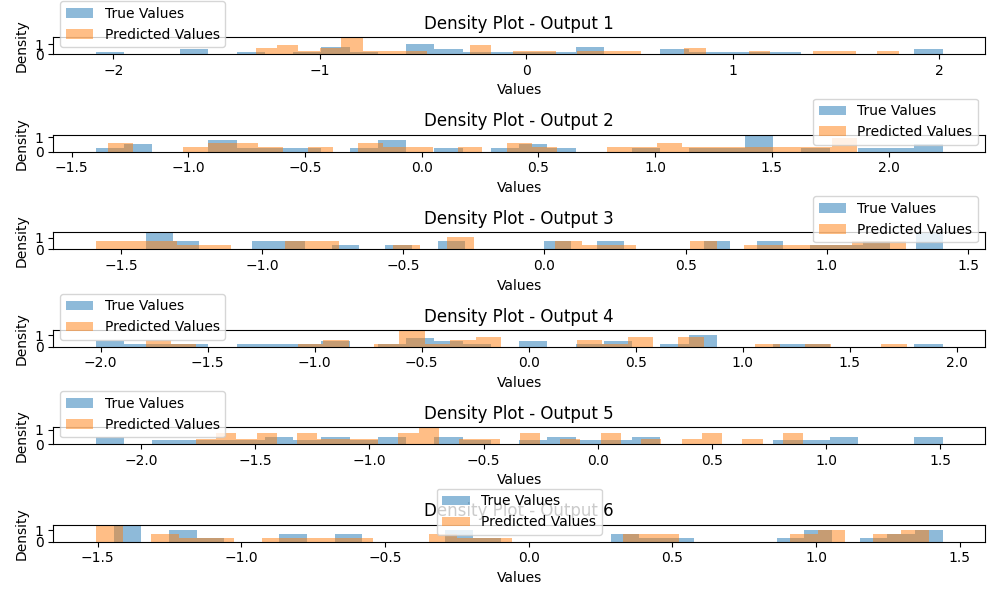 Density Plot - Output 1
True Values
Predicted Values
Density
1
0
−2
−1
0
1
2
Values
Density Plot - Output 2
True Values
Predicted Values
Density
1
0
−1.5
−1.0
−0.5
0.0
0.5
1.0
1.5
2.0
Values
Density Plot - Output 3
True Values
Predicted Values
Density
1
0
−1.5
−1.0
−0.5
0.0
0.5
1.0
1.5
Values
Density Plot - Output 4
True Values
Predicted Values
Density
1
0
−2.0
−1.5
−1.0
−0.5
0.0
0.5
1.0
1.5
2.0
Values
Density Plot - Output 5
True Values
Predicted Values
Density
1
0
−2.0
−1.5
−1.0
−0.5
0.0
0.5
1.0
1.5
Values
Density Plot - Output 6
True Values
Predicted Values
Density
1
0
−1.5
−1.0
−0.5
0.0
0.5
1.0
1.5
Values